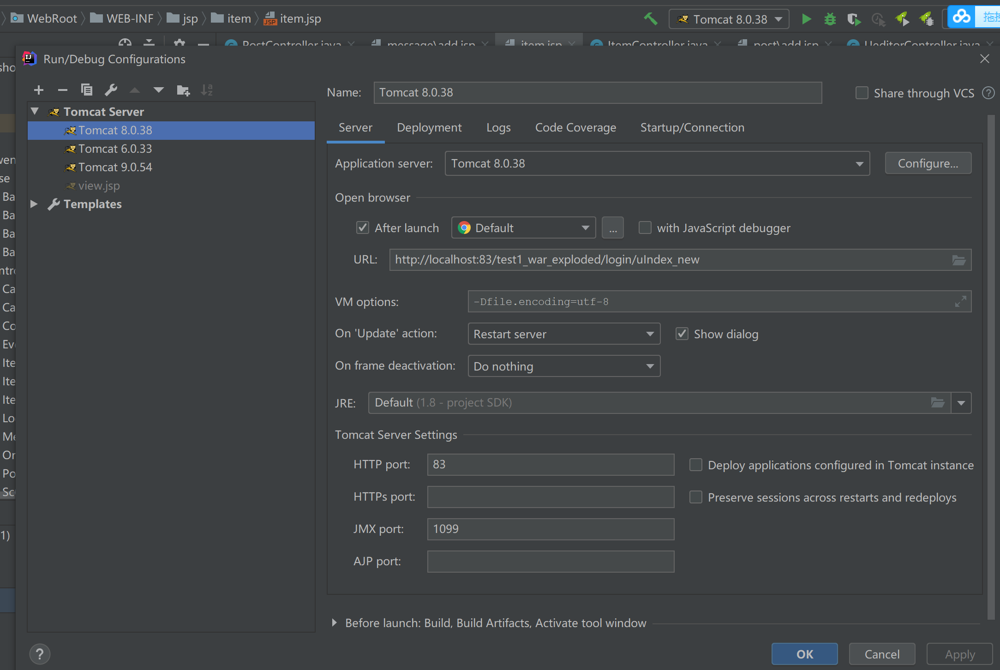 WebRoot WEB-INF jsp item item.jsp Tomcat 8.0.38
PostController.java message\add.jsp item.jsp ItemController.java post\add.jsp UeditorController.java
Run/Debug Configurations
Name: Tomcat 8.0.38 Share through VCS ?
Tomcat Server
Tomcat 8.0.38
Tomcat 6.0.33
Tomcat 9.0.54
view.jsp
Templates
Server Deployment Logs Code Coverage Startup/Connection
Application server: Tomcat 8.0.38 Configure...
Open browser
After launch Default ... with JavaScript debugger
URL: http://localhost:83/test1_war_exploded/login/uIndex_new
VM options: -Dfile.encoding=utf-8
On 'Update' action: Restart server Show dialog
On frame deactivation: Do nothing
JRE: Default (1.8 - project SDK)
Tomcat Server Settings
HTTP port: 83 Deploy applications configured in Tomcat instance
HTTPs port: Preserve sessions across restarts and redeploys
JMX port: 1099
AJP port:
Before launch: Build, Build Artifacts, Activate tool window
? OK Cancel Apply
sho
ven
se
Ba
Ba
Ba
Ba
ntr
Ca
Ca
Co
Ev
Ite
Ite
Ite
Lo
Me
Or
Po
Sc
1)